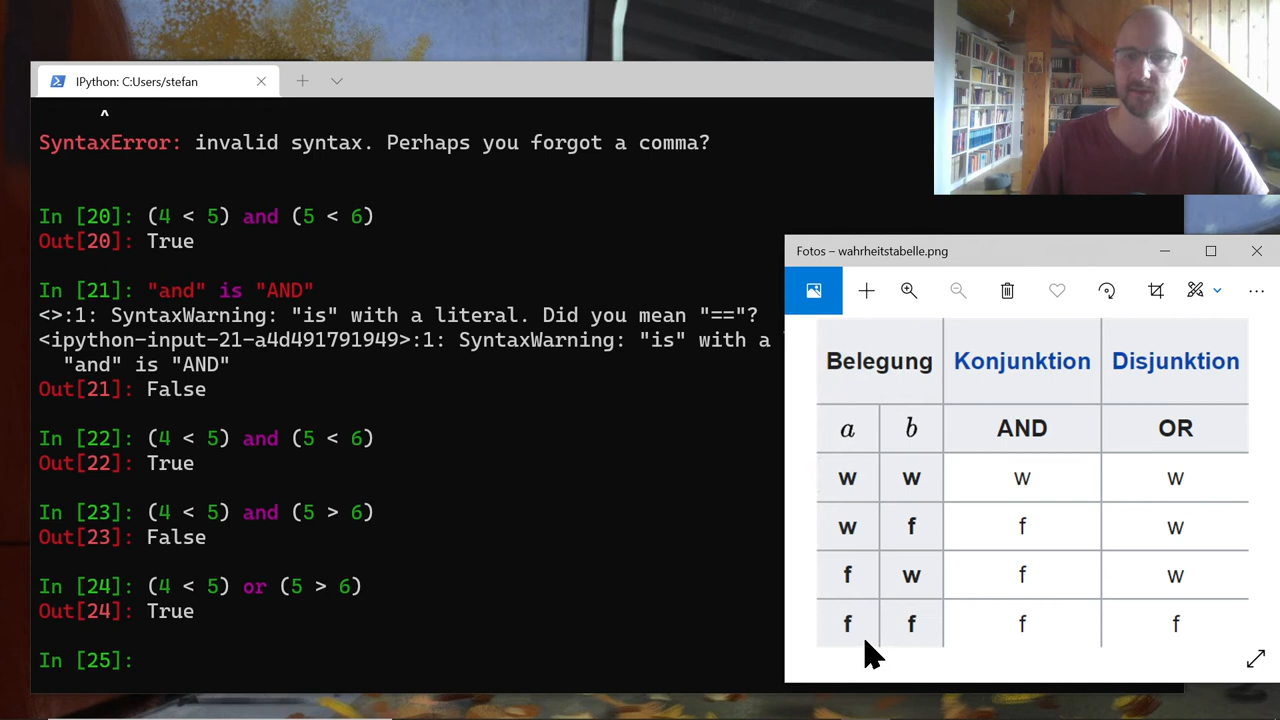 IPython: C:Users/stefan
^
SyntaxError: invalid syntax. Perhaps you forgot a comma?
In [20]: (4 < 5) and (5 < 6)
Out[20]: True
In [21]: "and" is "AND"
<>:1: SyntaxWarning: "is" with a literal. Did you mean "=="?
<ipython-input-21-a4d491791949>:1: SyntaxWarning: "is" with a
"and" is "AND"
Out[21]: False
In [22]: (4 < 5) and (5 < 6)
Out[22]: True
In [23]: (4 < 5) and (5 > 6)
Out[23]: False
In [24]: (4 < 5) or (5 > 6)
Out[24]: True
In [25]:
Fotos – wahrheitstabelle.png
Belegung Konjunktion Disjunktion
a b AND OR
w w w w
w f f w
f w f w
f f f f